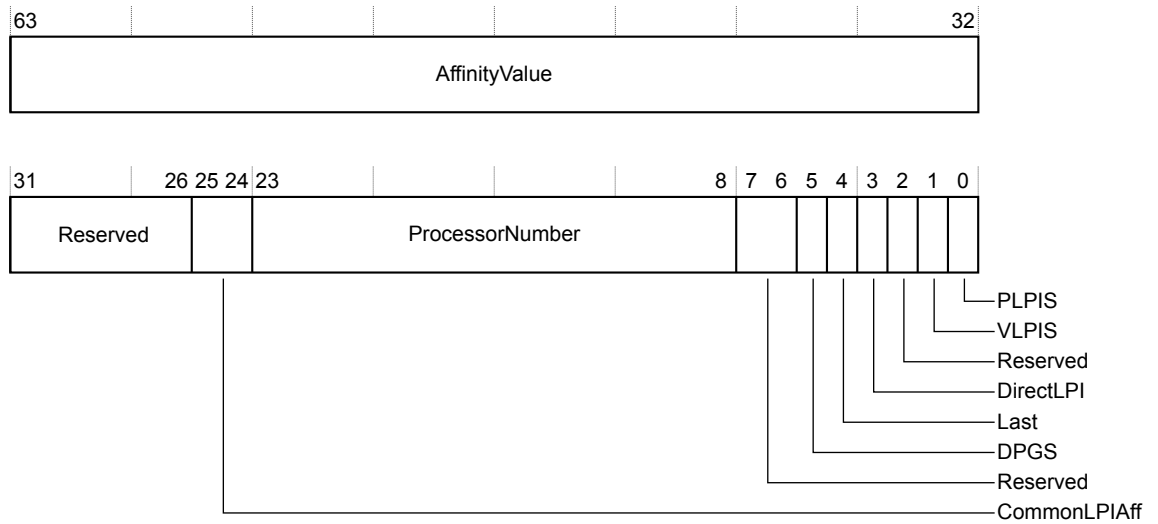 63 32
AffinityValue
31 26 25 24 23 8 7 6 5 4 3 2 1 0
Reserved ProcessorNumber
PLPIS
VLPIS
Reserved
DirectLPI
Last
DPGS
Reserved
CommonLPIAff